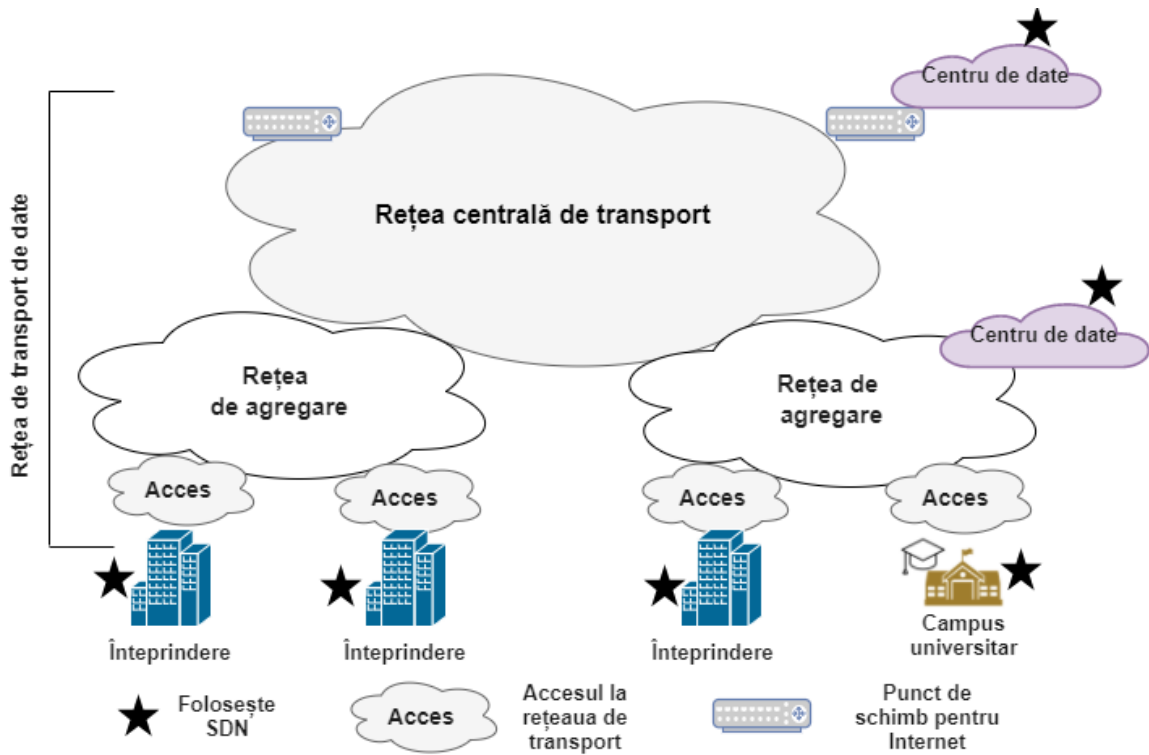 Centru de date
Rețea centrală de transport
Rețea de transport de date
Centru de date
Rețea
de agregare
Rețea de
agregare
Acces
Acces
Acces
Acces
Înteprindere
Înteprindere
Înteprindere
Campus
universitar
Folosește
SDN
Acces
Accesul la
rețeaua de
transport
Punct de
schimb pentru
Internet